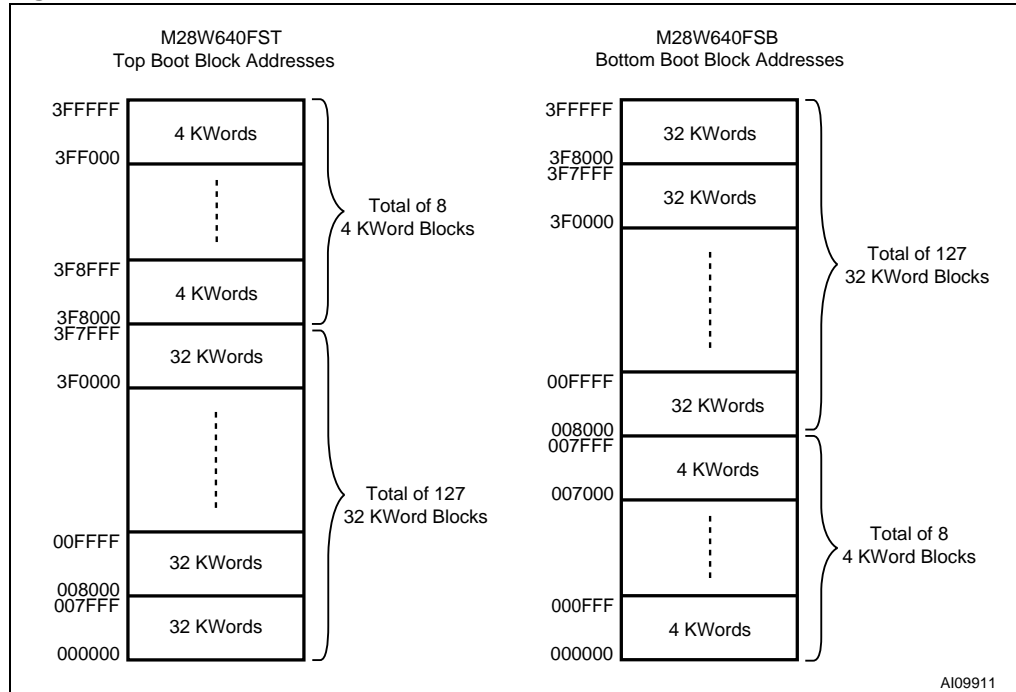 M28W640FST
Top Boot Block Addresses
3FFFFF
4 KWords
3FF000
Total of 8
4 KWord Blocks
3F8FFF
4 KWords
3F8000
3F7FFF
32 KWords
3F0000
Total of 127
32 KWord Blocks
00FFFF
32 KWords
008000
007FFF
32 KWords
000000
M28W640FSB
Bottom Boot Block Addresses
3FFFFF
32 KWords
3F8000
3F7FFF
32 KWords
3F0000
Total of 127
32 KWord Blocks
00FFFF
32 KWords
008000
007FFF
4 KWords
007000
Total of 8
4 KWord Blocks
000FFF
4 KWords
000000
AI09911